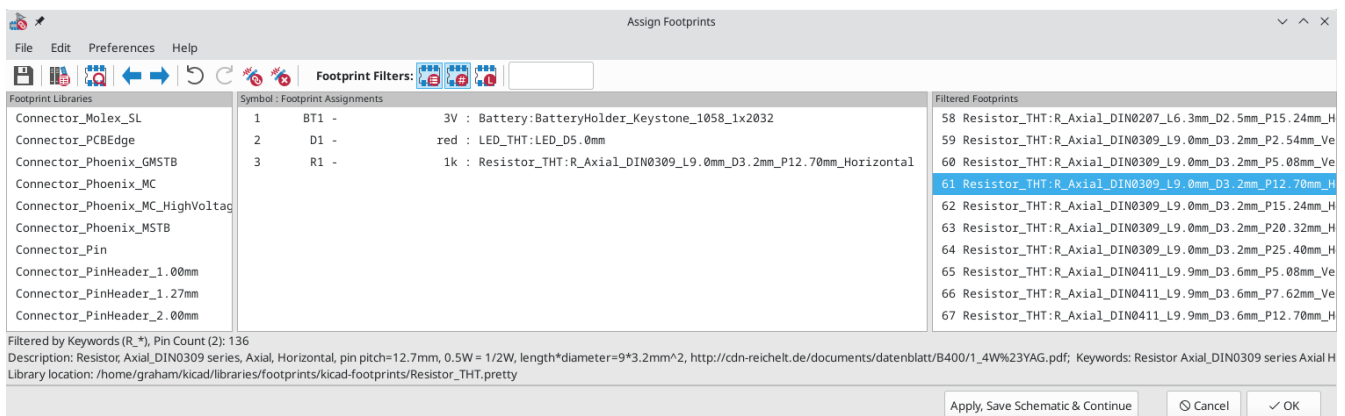 Assign Footprints
File Edit Preferences Help
Footprint Filters:
Footprint Libraries
Connector_Molex_SL
Connector_PCBEdge
Connector_Phoenix_GMSTB
Connector_Phoenix_MC
Connector_Phoenix_MC_HighVoltag
Connector_Phoenix_MSTB
Connector_Pin
Connector_PinHeader_1.00mm
Connector_PinHeader_1.27mm
Connector_PinHeader_2.00mm
Symbol : Footprint Assignments
1 BT1 - 3V : Battery:BatteryHolder_Keystone_1058_1x2032
2 D1 - red : LED_THT:LED_D5.0mm
3 R1 - 1k : Resistor_THT:R_Axial_DIN0309_L9.0mm_D3.2mm_P12.70mm_Horizontal
Filtered Footprints
58 Resistor_THT:R_Axial_DIN0207_L6.3mm_D2.5mm_P15.24mm_H
59 Resistor_THT:R_Axial_DIN0309_L9.0mm_D3.2mm_P2.54mm_Ve
60 Resistor_THT:R_Axial_DIN0309_L9.0mm_D3.2mm_P5.08mm_Ve
61 Resistor_THT:R_Axial_DIN0309_L9.0mm_D3.2mm_P12.70mm_H
62 Resistor_THT:R_Axial_DIN0309_L9.0mm_D3.2mm_P15.24mm_H
63 Resistor_THT:R_Axial_DIN0309_L9.0mm_D3.2mm_P20.32mm_H
64 Resistor_THT:R_Axial_DIN0309_L9.0mm_D3.2mm_P25.40mm_H
65 Resistor_THT:R_Axial_DIN0411_L9.9mm_D3.6mm_P5.08mm_Ve
66 Resistor_THT:R_Axial_DIN0411_L9.9mm_D3.6mm_P7.62mm_Ve
67 Resistor_THT:R_Axial_DIN0411_L9.9mm_D3.6mm_P12.70mm_H
Filtered by Keywords (R_*), Pin Count (2): 136
Description: Resistor, Axial_DIN0309 series, Axial, Horizontal, pin pitch=12.7mm, 0.5W = 1/2W, length*diameter=9*3.2mm^2, http://cdn-reichelt.de/documents/datenblatt/B400/1_4W%23YAG.pdf; Keywords: Resistor Axial_DIN0309 series Axial H
Library location: /home/graham/kicad/libraries/footprints/kicad-footprints/Resistor_THT.pretty
Apply, Save Schematic & Continue
Cancel
OK